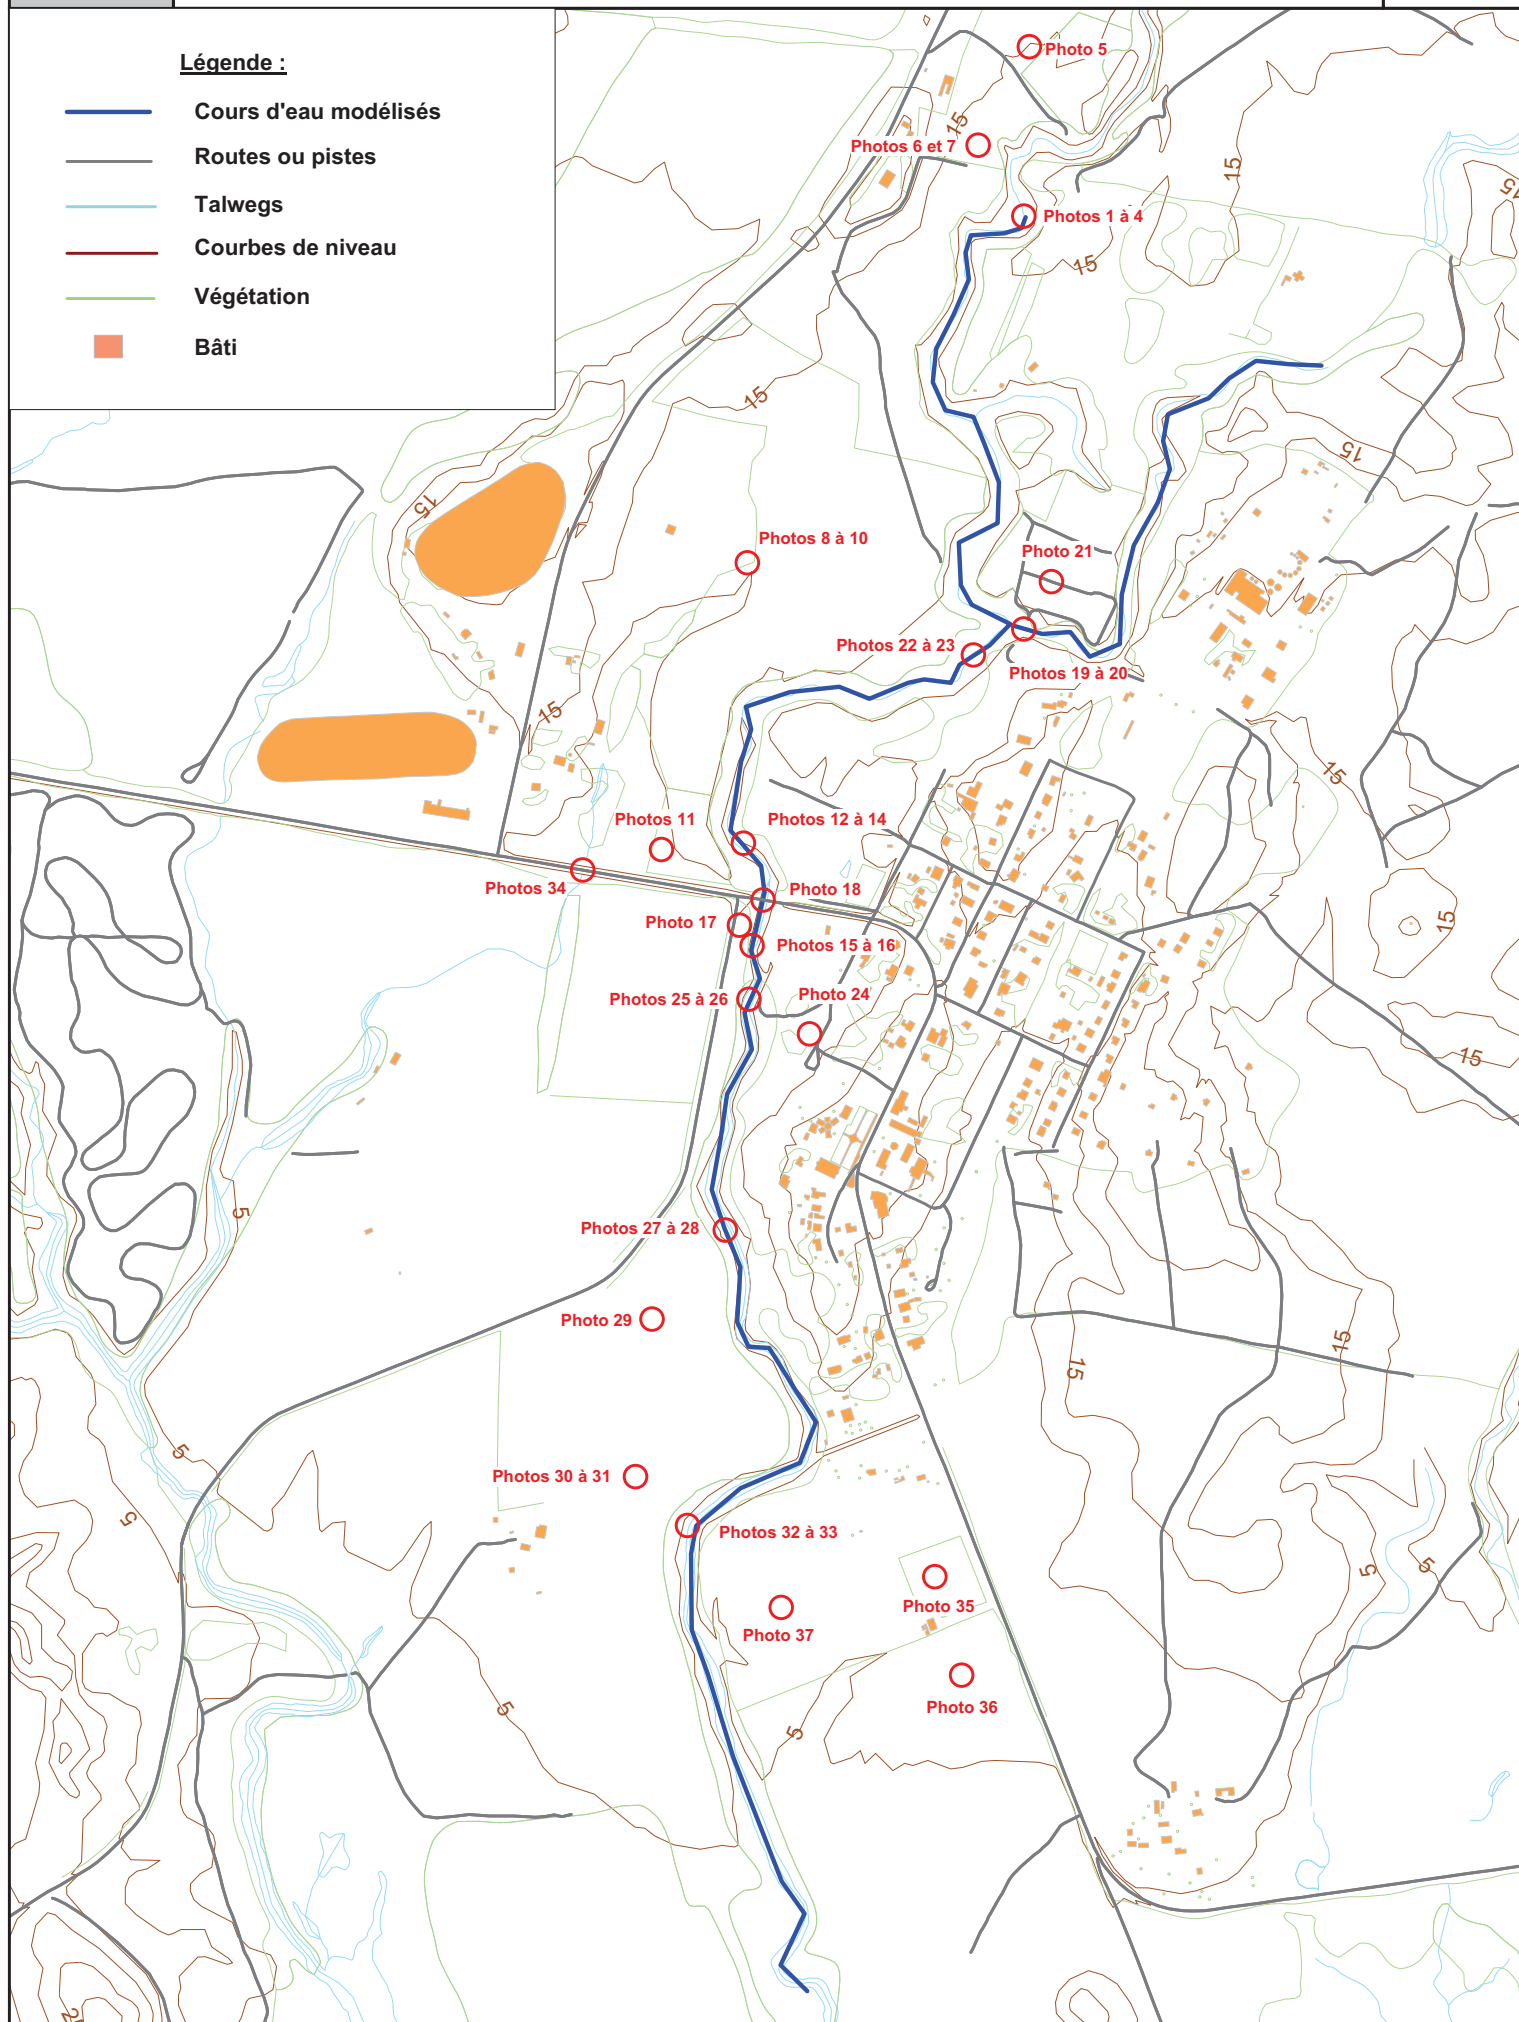 Légende :
Cours d'eau modélisés
Routes ou pistes
Talwegs
Courbes de niveau
Végétation
Bâti
Photo 5
15
Photos 6 et 7
15
15
Photos 1 à 4
15
15
15
15
Photos 8 à 10
Photo 21
Photos 22 à 23
Photos 19 à 20
15
15
Photos 11
Photos 12 à 14
Photos 34
Photo 18
Photo 17
15
Photos 15 à 16
Photos 25 à 26
Photo 24
15
5
Photos 27 à 28
Photo 29
15
15
5
Photos 30 à 31
5
Photos 32 à 33
5
5
Photo 35
Photo 37
5
Photo 36
5